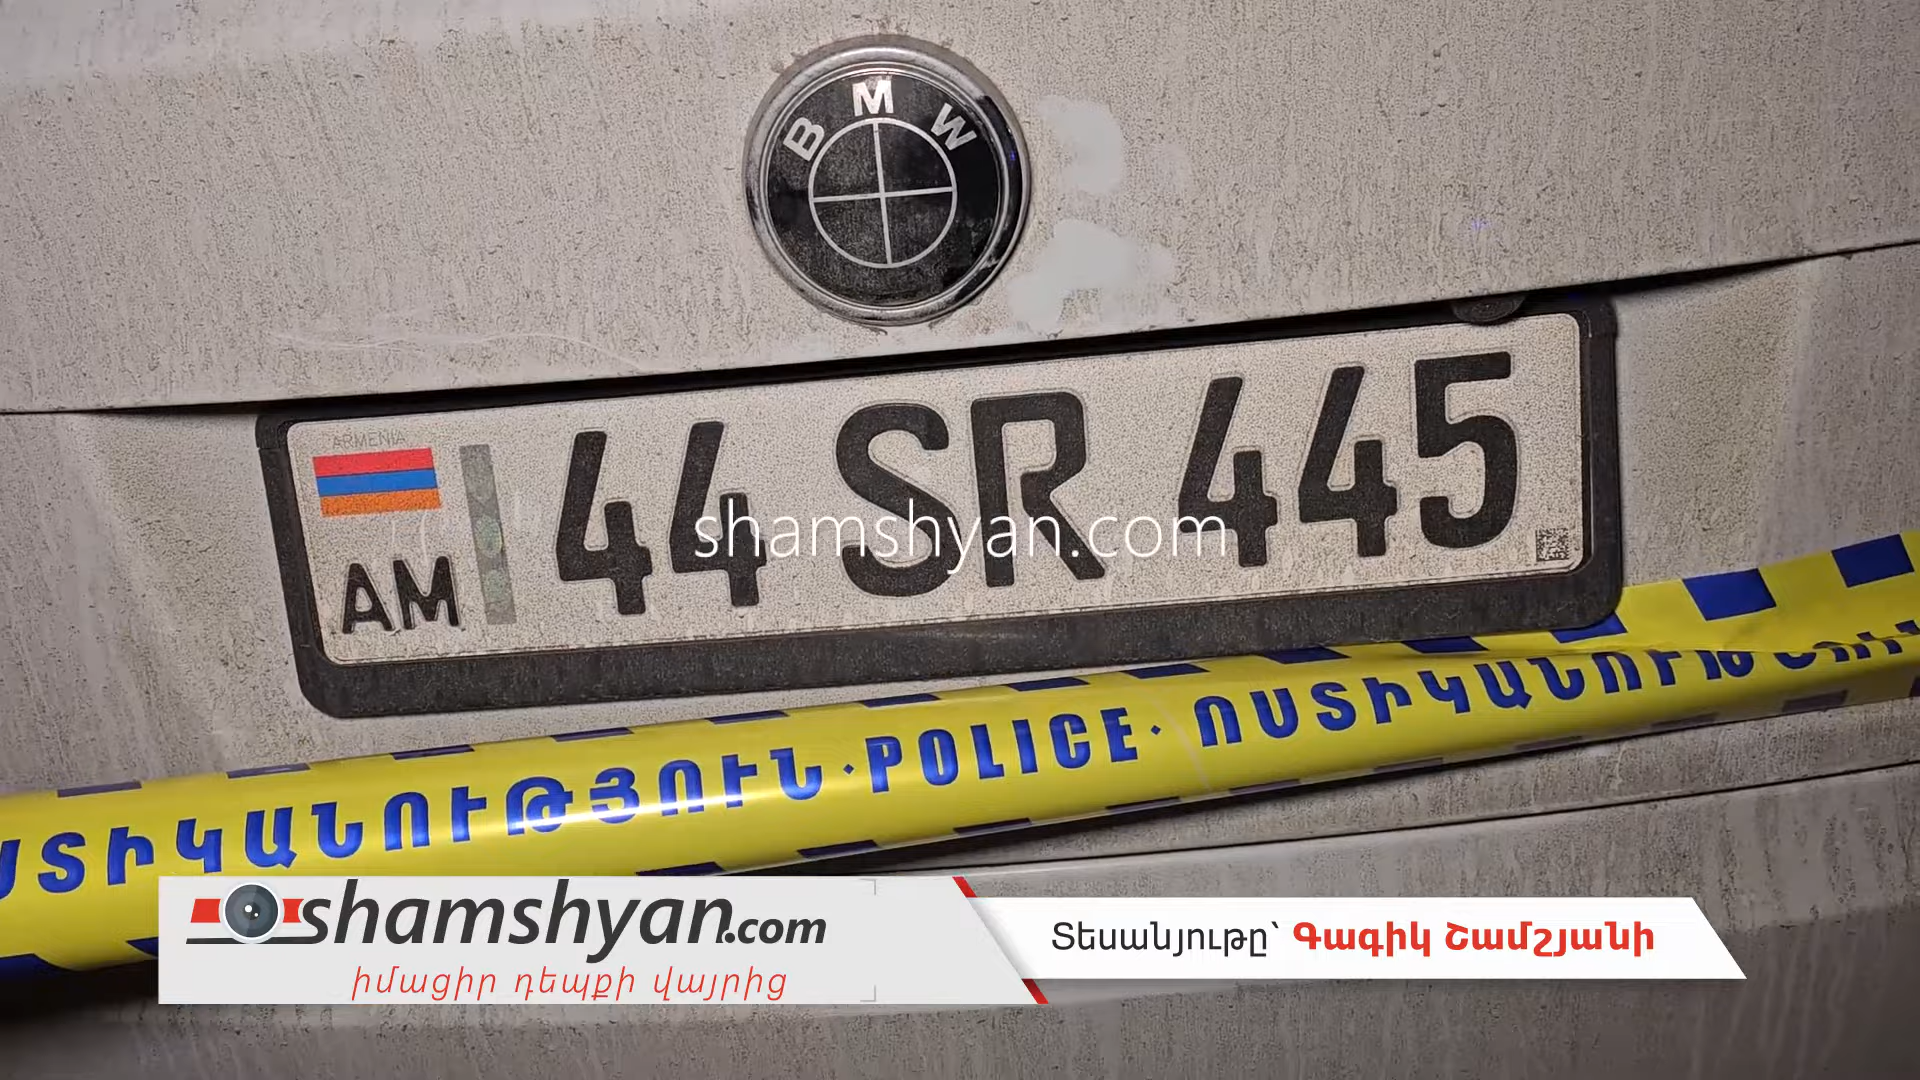 BMW
ARMENIA
AM 44 SR 445
shamshyan.com
ՈՍՏԻԿԱՆՈՒԹՅՈՒՆ · POLICE · ՈՍՏԻԿԱՆՈՒԹՅՈՒՆ
shamshyan.com
իմացիր դեպքի վայրից
Տեսանյութը՝ Գագիկ Շամշյանի